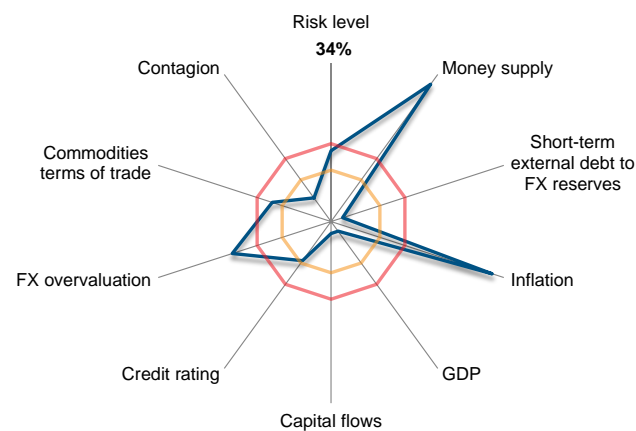 Risk level
34%
Money supply
Short-term
external debt to
FX reserves
Inflation
GDP
Capital flows
Credit rating
FX overvaluation
Commodities
terms of trade
Contagion